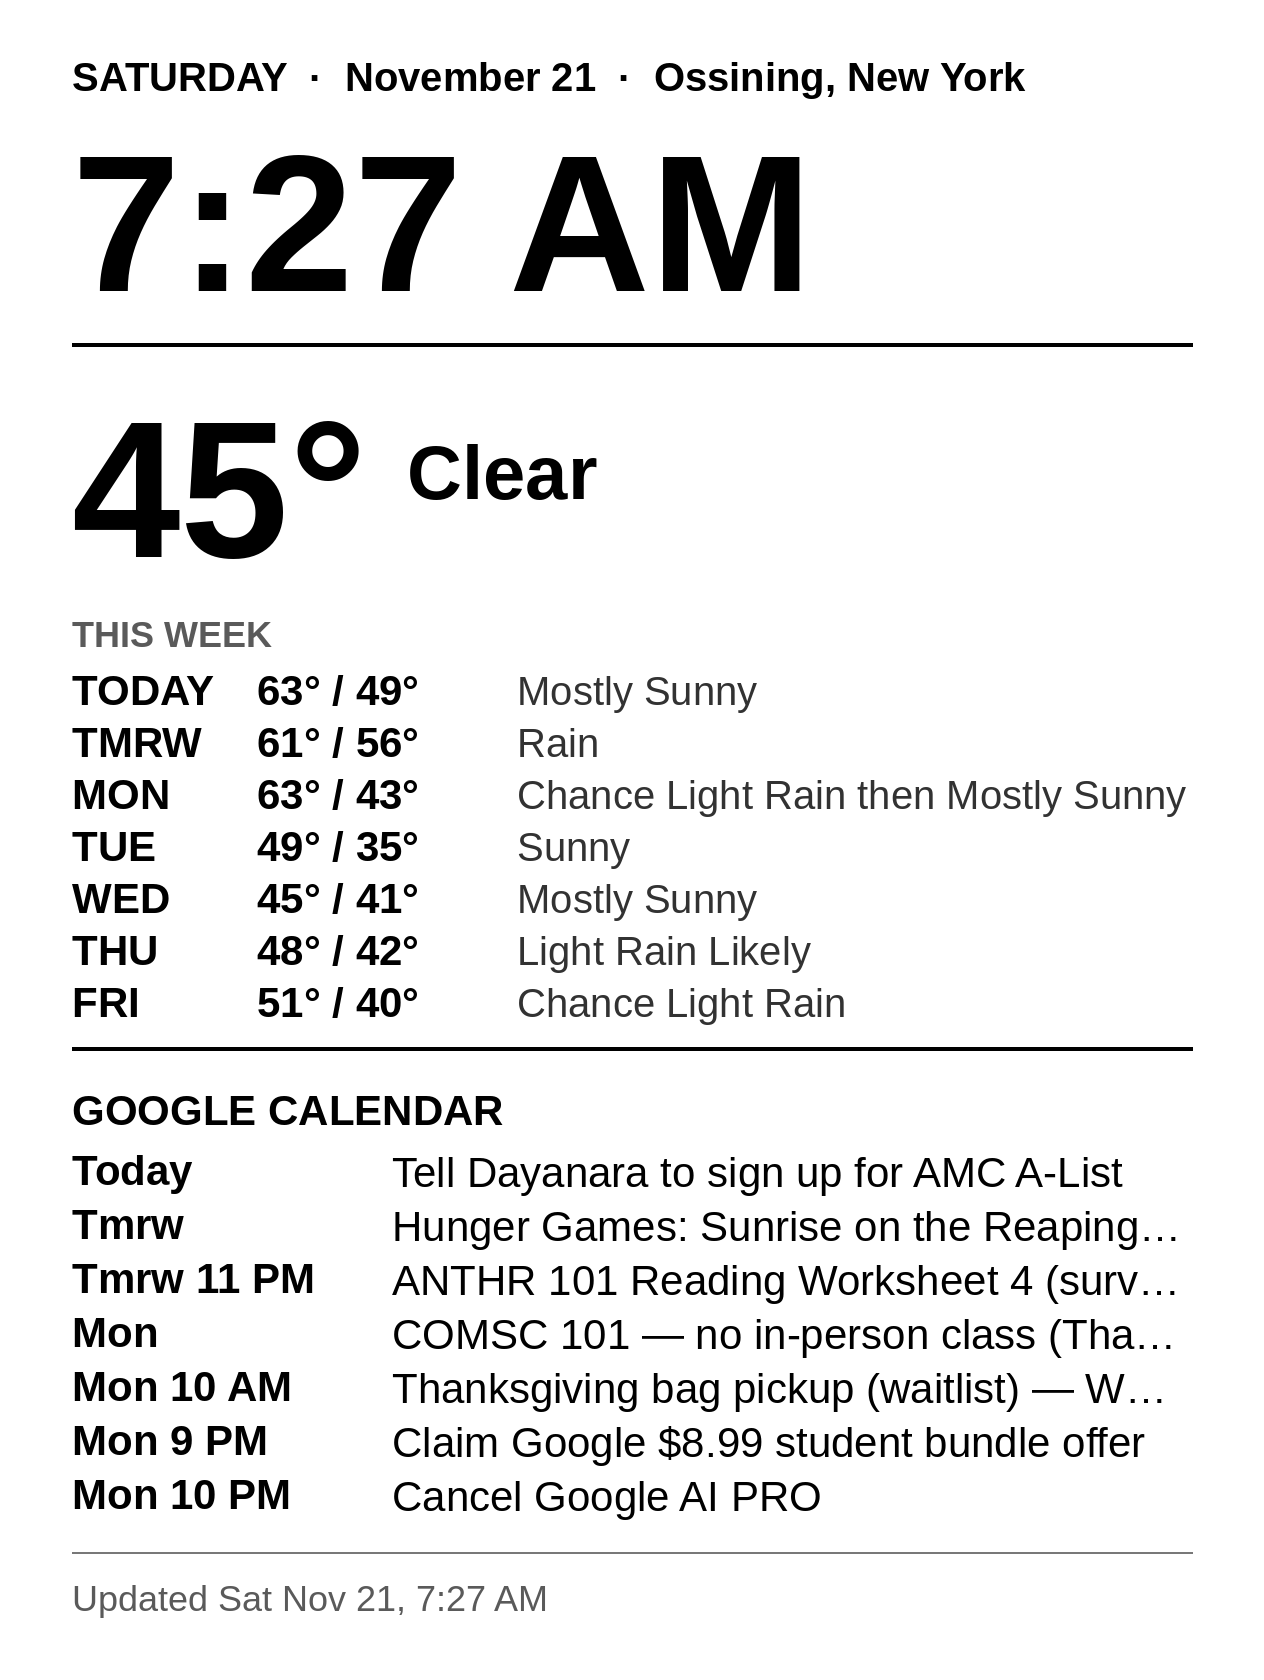 SATURDAY · November 21 · Ossining, New York
7:27 AM
45° Clear
THIS WEEK
TODAY 63° / 49° Mostly Sunny
TMRW 61° / 56° Rain
MON 63° / 43° Chance Light Rain then Mostly Sunny
TUE 49° / 35° Sunny
WED 45° / 41° Mostly Sunny
THU 48° / 42° Light Rain Likely
FRI 51° / 40° Chance Light Rain
GOOGLE CALENDAR
Today Tell Dayanara to sign up for AMC A-List
Tmrw Hunger Games: Sunrise on the Reaping…
Tmrw 11 PM ANTHR 101 Reading Worksheet 4 (surv…
Mon COMSC 101 — no in-person class (Tha…
Mon 10 AM Thanksgiving bag pickup (waitlist) — W…
Mon 9 PM Claim Google $8.99 student bundle offer
Mon 10 PM Cancel Google AI PRO
Updated Sat Nov 21, 7:27 AM